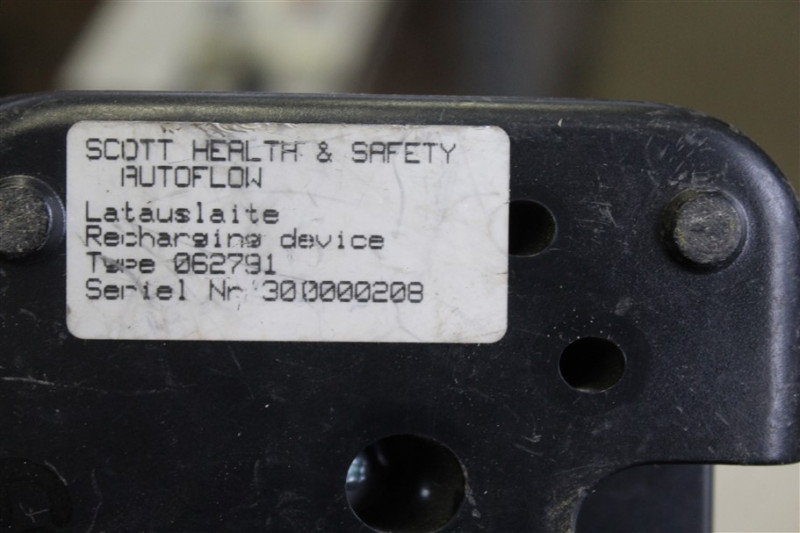 SCOTT HEALTH & SAFETY
AUTOFLOW
Latauslaite
Recharging device
Type 062791
Seriel Nr 300000208